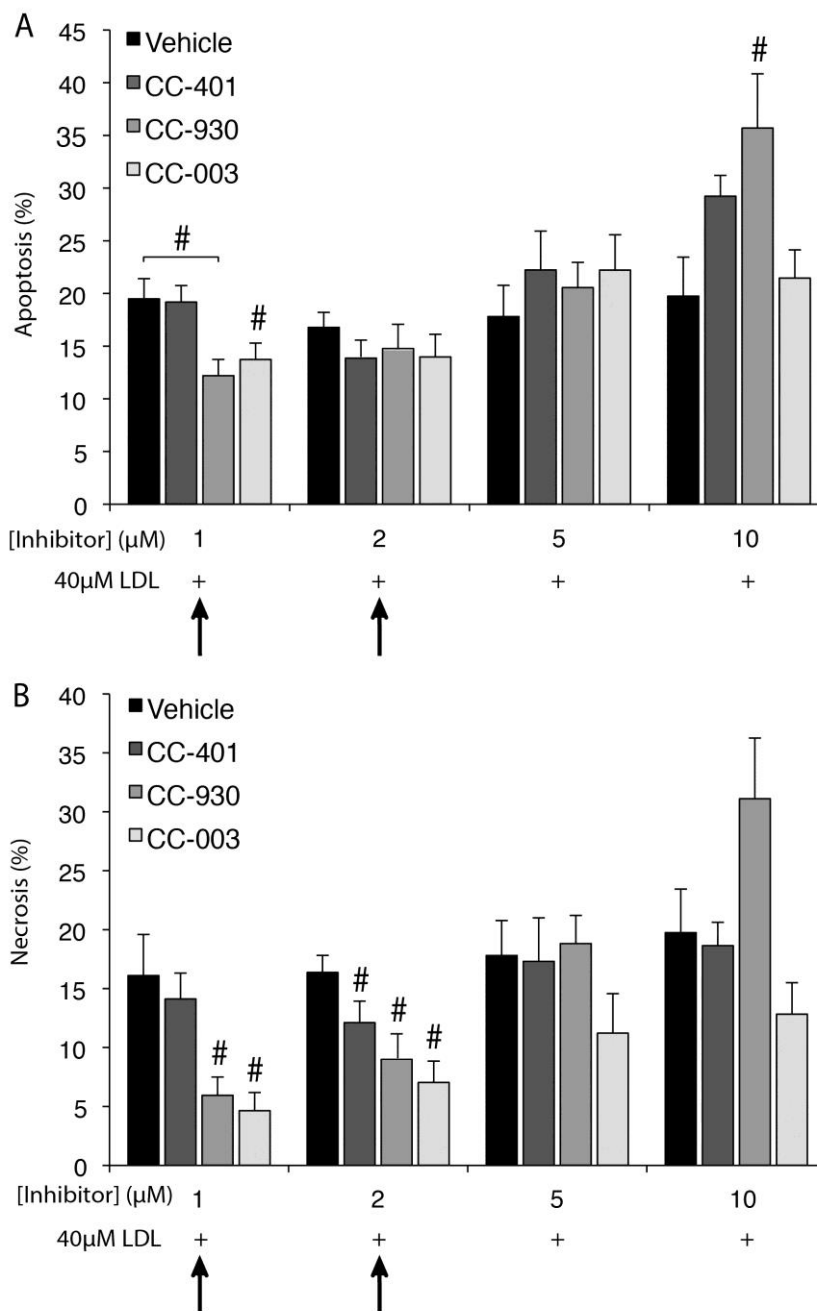 A
45
40
35
30
25
20
15
10
5
0
Apoptosis (%)
Vehicle
CC-401
CC-930
CC-003
#
#
#
[Inhibitor] (µM) 1 2 5 10
40µM LDL + + + +
B
40
35
30
25
20
15
10
5
0
Necrosis (%)
Vehicle
CC-401
CC-930
CC-003
# #
# # #
[Inhibitor] (µM) 1 2 5 10
40µM LDL + + + +